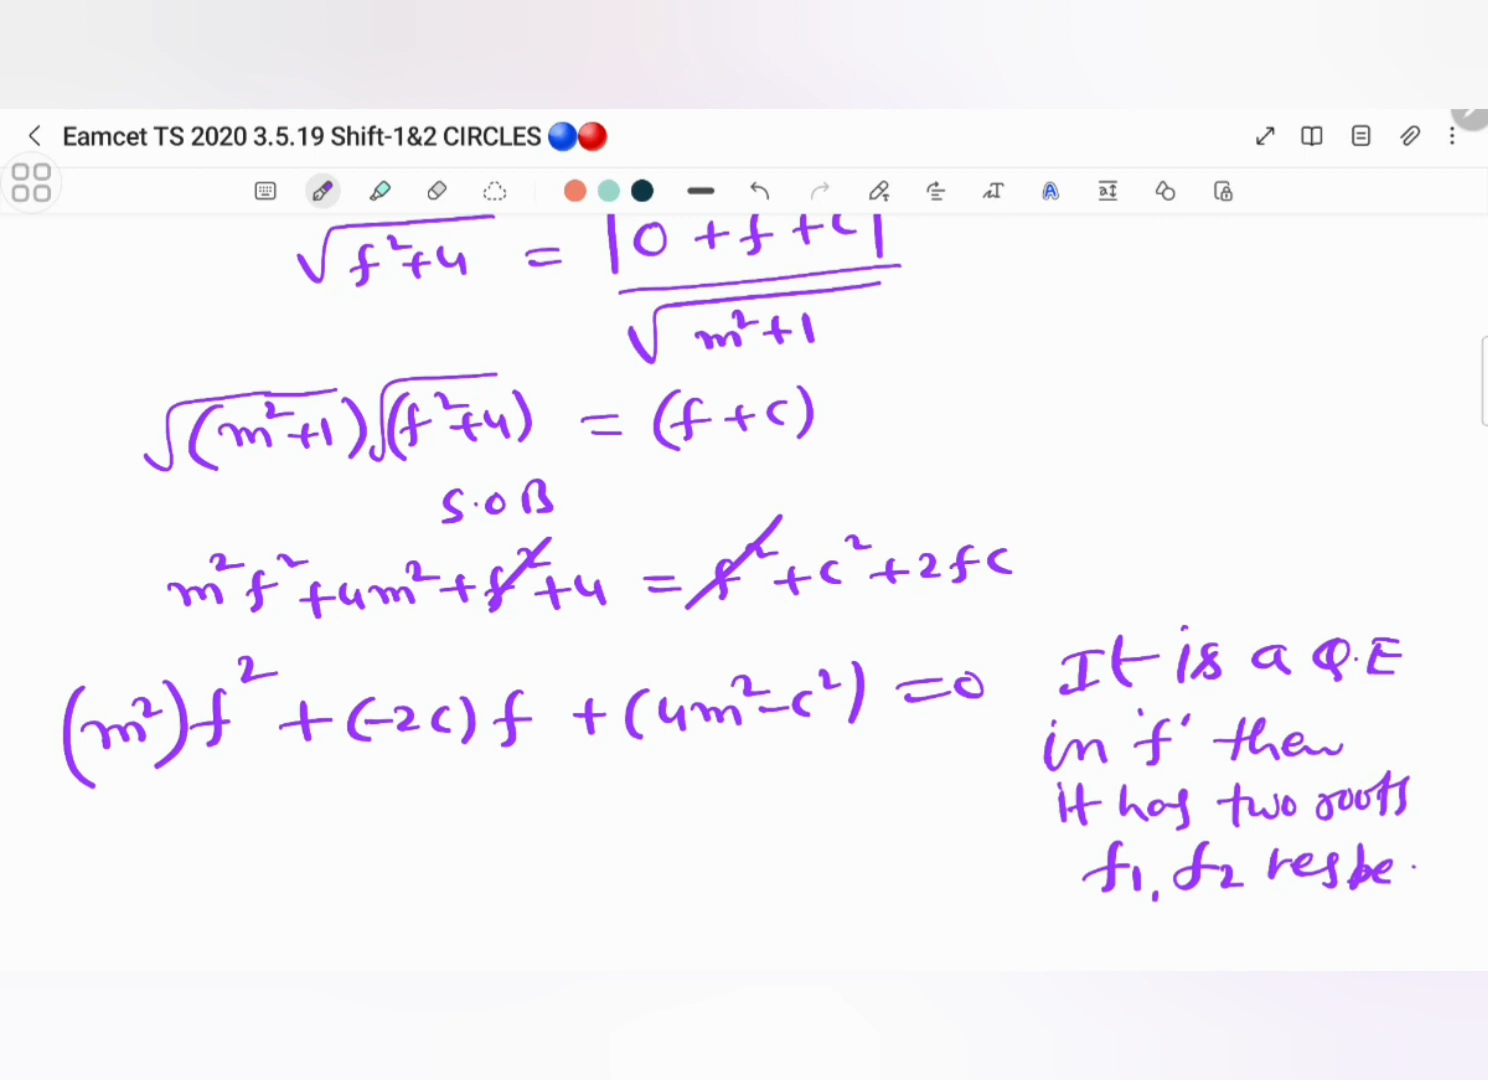 Eamcet TS 2020 3.5.19 Shift-1&2 CIRCLES
√f²+4 = |0+f+c|
√m²+1
√(m²+1)√(f²+4) = (f+c)
S.O B
m²f²+4m²+f²+4 = f²+c²+2fc
(m²)f² + (-2c)f + (4m²-c²) = 0
It is a Q.E
in 'f' then
it has two roots
f1, f2 respe.